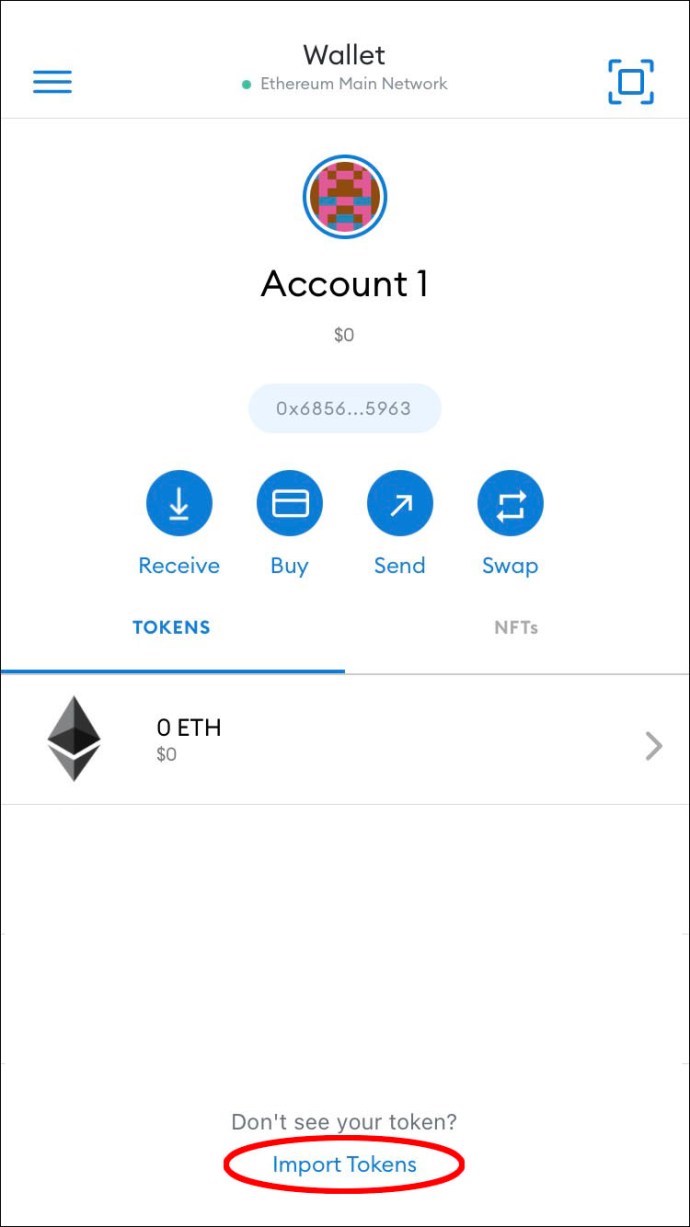 Wallet
Ethereum Main Network
Account 1
$0
0x6856...5963
Receive Buy Send Swap
TOKENS NFTs
0 ETH
$0
Don't see your token?
Import Tokens